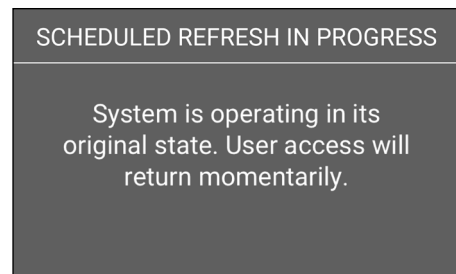 SCHEDULED REFRESH IN PROGRESS
System is operating in its
original state. User access will
return momentarily.